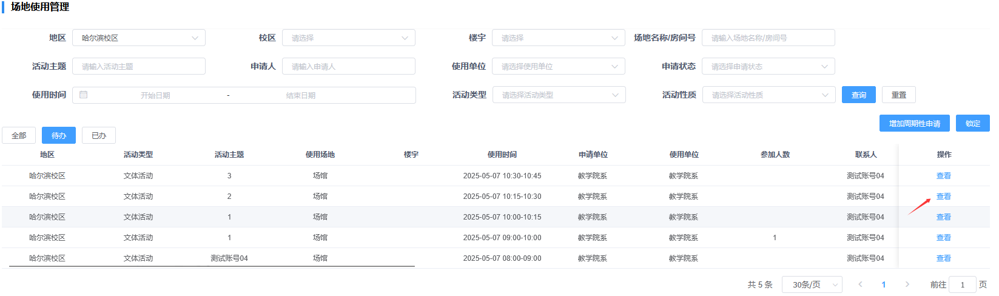 场地使用管理
地区 哈尔滨校区 校区 请选择 楼宇 请选择 场地名称/房间号 请输入场地名称/房间号
活动主题 请输入活动主题 申请人 请输入申请人 使用单位 请选择使用单位 申请状态 请选择申请状态
使用时间 开始日期 - 结束日期 活动类型 请选择活动类型 活动性质 请选择活动性质 查询 重置
增加周期性申请 锁定
全部 待办 已办
地区 活动类型 活动主题 使用场地 楼宇 使用时间 申请单位 使用单位 参加人数 联系人 操作
哈尔滨校区 文体活动 3 场馆 2025-05-07 10:30-10:45 教学院系 教学院系 测试账号04 查看
哈尔滨校区 文体活动 2 场馆 2025-05-07 10:15-10:30 教学院系 教学院系 测试账号04 查看
哈尔滨校区 文体活动 1 场馆 2025-05-07 10:00-10:15 教学院系 教学院系 测试账号04 查看
哈尔滨校区 文体活动 1 场馆 2025-05-07 09:00-10:00 教学院系 教学院系 1 测试账号04 查看
哈尔滨校区 文体活动 测试账号04 场馆 2025-05-07 08:00-09:00 教学院系 教学院系 测试账号04 查看
共 5 条 30条/页 1 前往 1 页